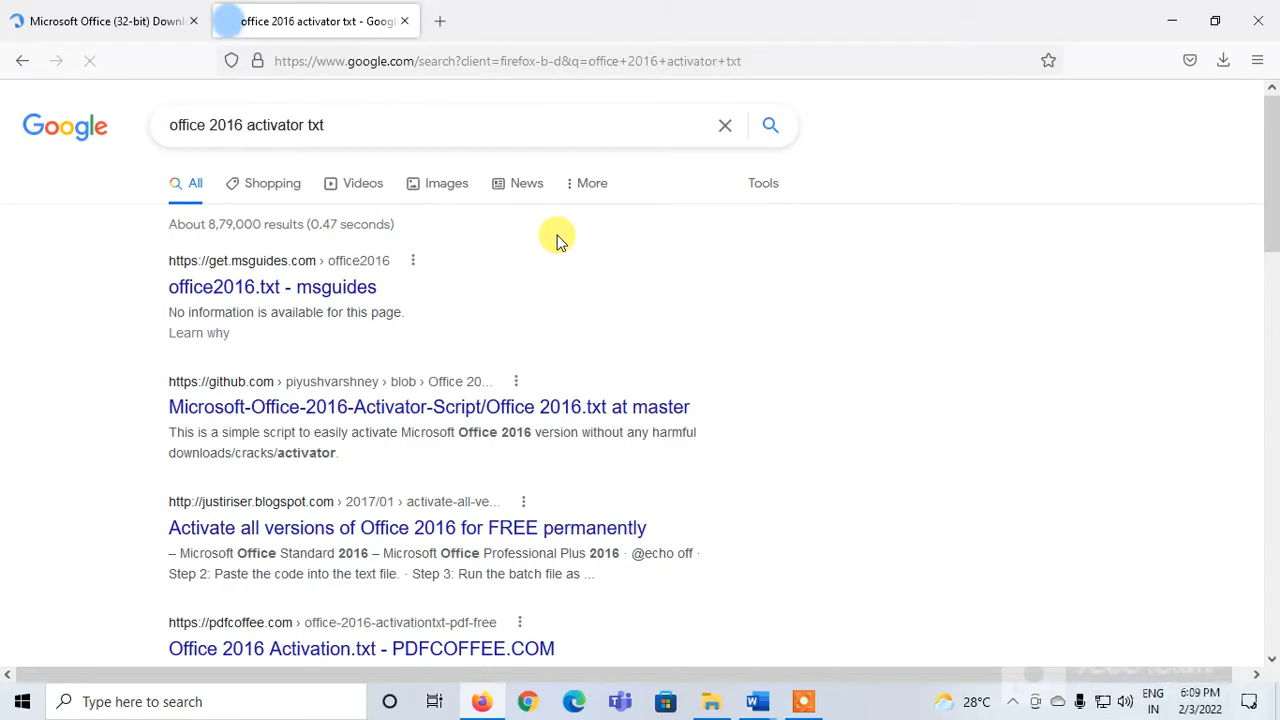 Microsoft Office (32-bit) Downl
office 2016 activator txt - Goog
https://www.google.com/search?client=firefox-b-d&q=office+2016+activator+txt
Google
office 2016 activator txt
All
Shopping
Videos
Images
News
More
Tools
About 8,79,000 results (0.47 seconds)
https://get.msguides.com › office2016
office2016.txt - msguides
No information is available for this page.
Learn why
https://github.com › piyushvarshney › blob › Office 20...
Microsoft-Office-2016-Activator-Script/Office 2016.txt at master
This is a simple script to easily activate Microsoft Office 2016 version without any harmful
downloads/cracks/activator.
http://justiriser.blogspot.com › 2017/01 › activate-all-ve...
Activate all versions of Office 2016 for FREE permanently
– Microsoft Office Standard 2016 – Microsoft Office Professional Plus 2016 · @echo off ·
Step 2: Paste the code into the text file. · Step 3: Run the batch file as ...
https://pdfcoffee.com › office-2016-activationtxt-pdf-free
Office 2016 Activation.txt - PDFCOFFEE.COM
Type here to search
28°C
ENG
IN
6:09 PM
2/3/2022